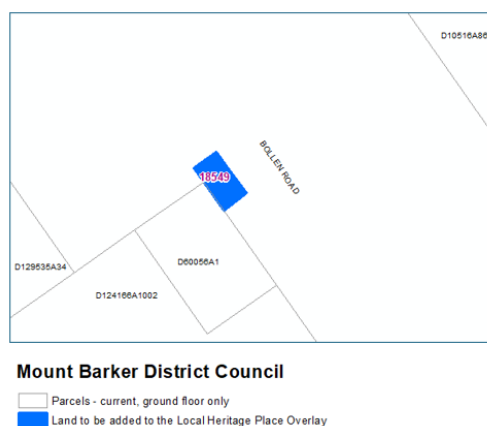 D10516A86
18549
BOLLEN ROAD
D60056A1
D129535A34
D124166A1002
Mount Barker District Council
Parcels - current, ground floor only
Land to be added to the Local Heritage Place Overlay